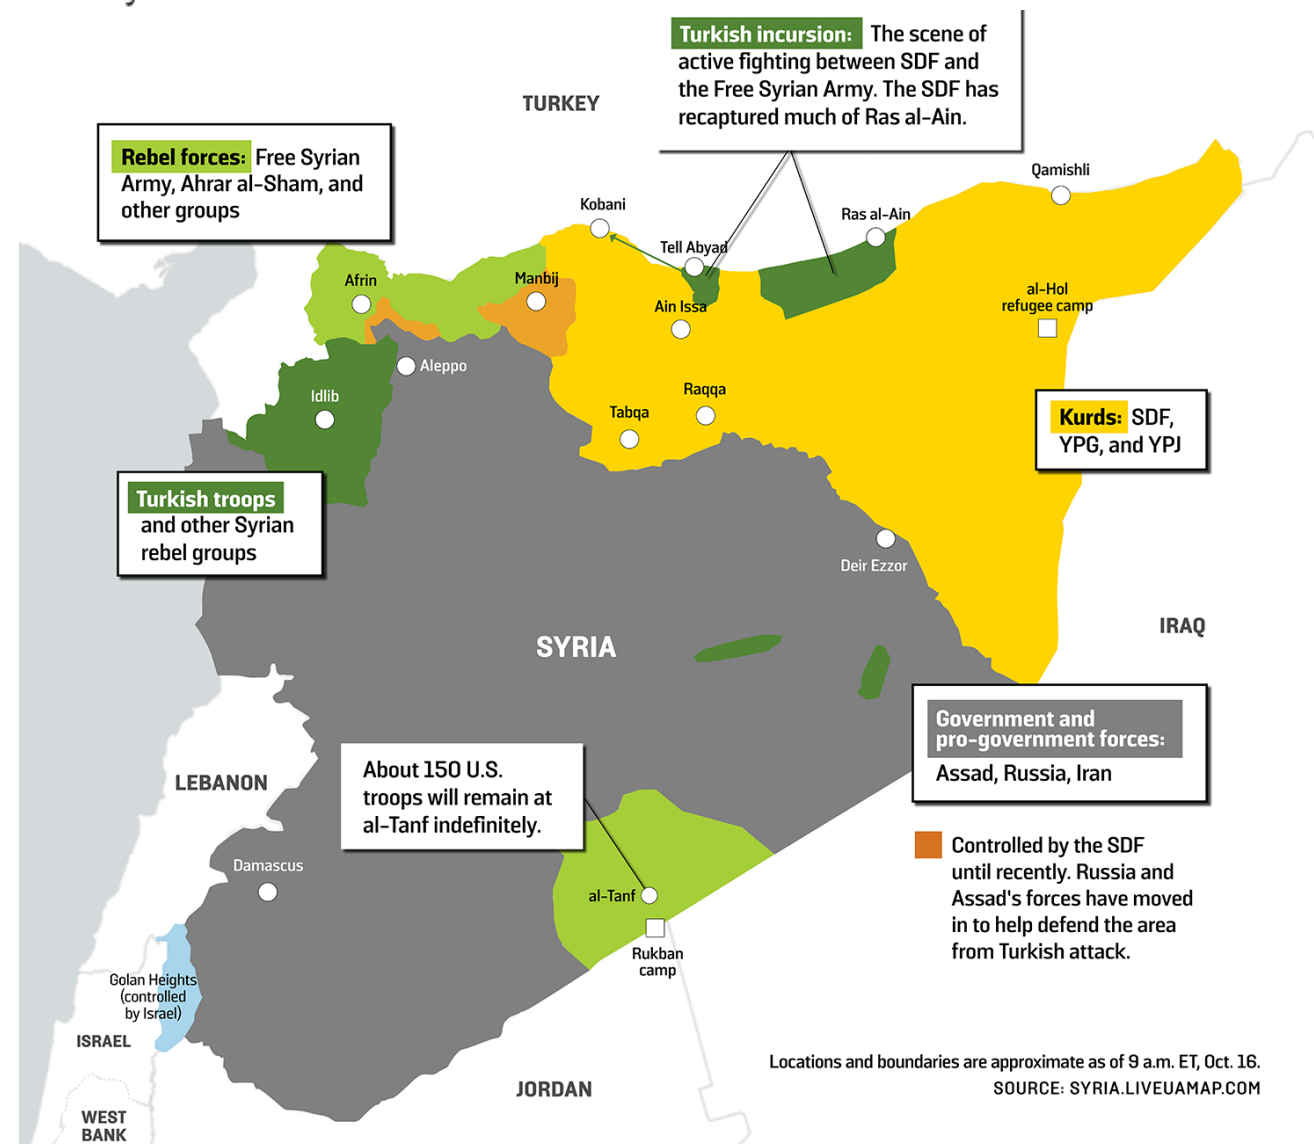 Turkish incursion: The scene of
active fighting between SDF and
the Free Syrian Army. The SDF has
recaptured much of Ras al-Ain.
TURKEY
Rebel forces: Free Syrian
Army, Ahrar al-Sham, and
other groups
Qamishli
Kobani
Ras al-Ain
Tell Abyad
Afrin
Manbij
al-Hol
refugee camp
Ain Issa
Aleppo
Idlib
Raqqa
Tabqa
Kurds: SDF,
YPG, and YPJ
Turkish troops
and other Syrian
rebel groups
Deir Ezzor
IRAQ
SYRIA
Government and
pro-government forces:
Assad, Russia, Iran
LEBANON
About 150 U.S.
troops will remain at
al-Tanf indefinitely.
Controlled by the SDF
until recently. Russia and
Assad's forces have moved
in to help defend the area
from Turkish attack.
Damascus
al-Tanf
Rukban
camp
Golan Heights
(controlled
by Israel)
ISRAEL
JORDAN
WEST
BANK
Locations and boundaries are approximate as of 9 a.m. ET, Oct. 16.
SOURCE: SYRIA.LIVEUAMAP.COM